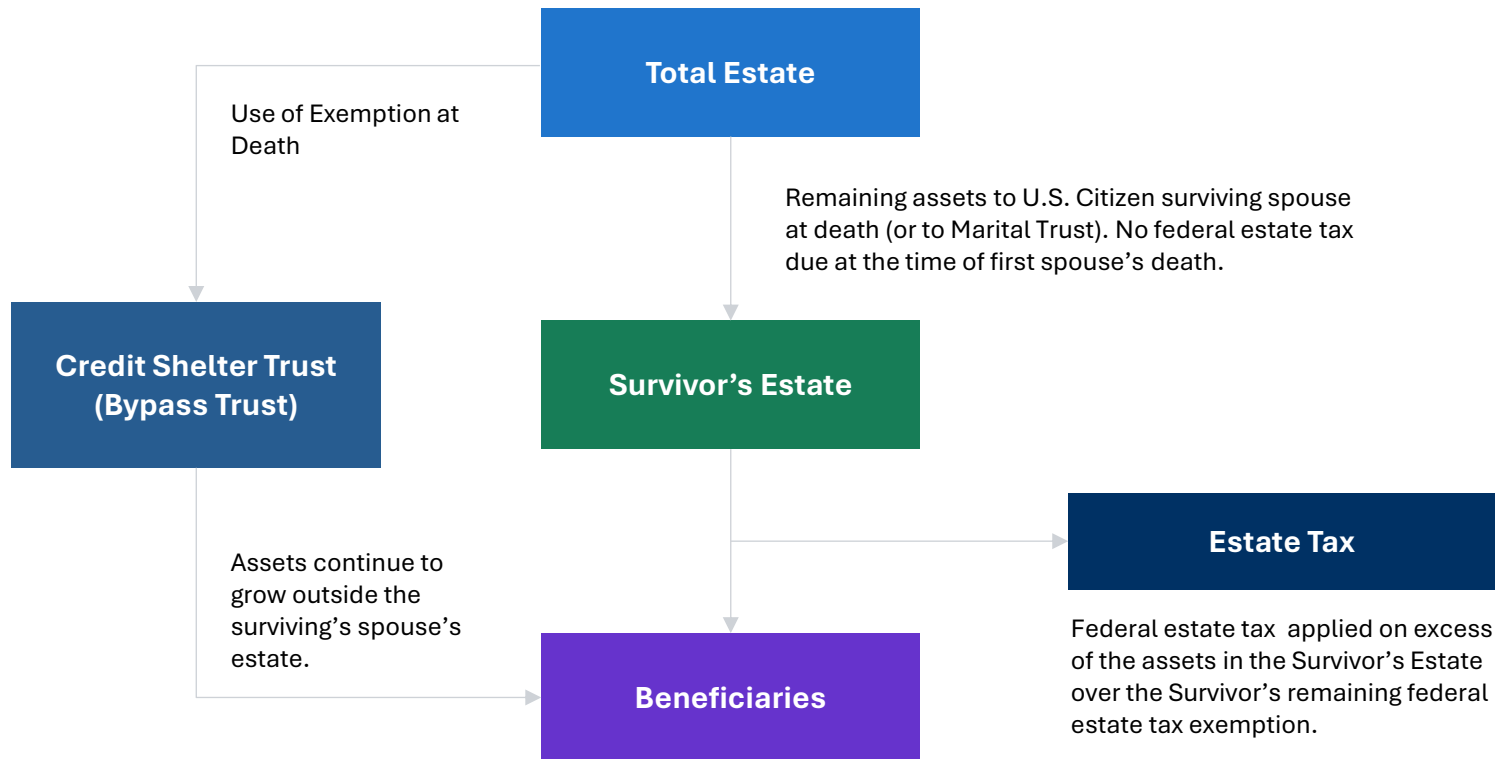 Total Estate
Use of Exemption at
Death
Remaining assets to U.S. Citizen surviving spouse
at death (or to Marital Trust). No federal estate tax
due at the time of first spouse’s death.
Credit Shelter Trust
(Bypass Trust)
Survivor’s Estate
Estate Tax
Assets continue to
grow outside the
surviving’s spouse’s
estate.
Federal estate tax  applied on excess
of the assets in the Survivor’s Estate
over the Survivor’s remaining federal
estate tax exemption.
Beneficiaries